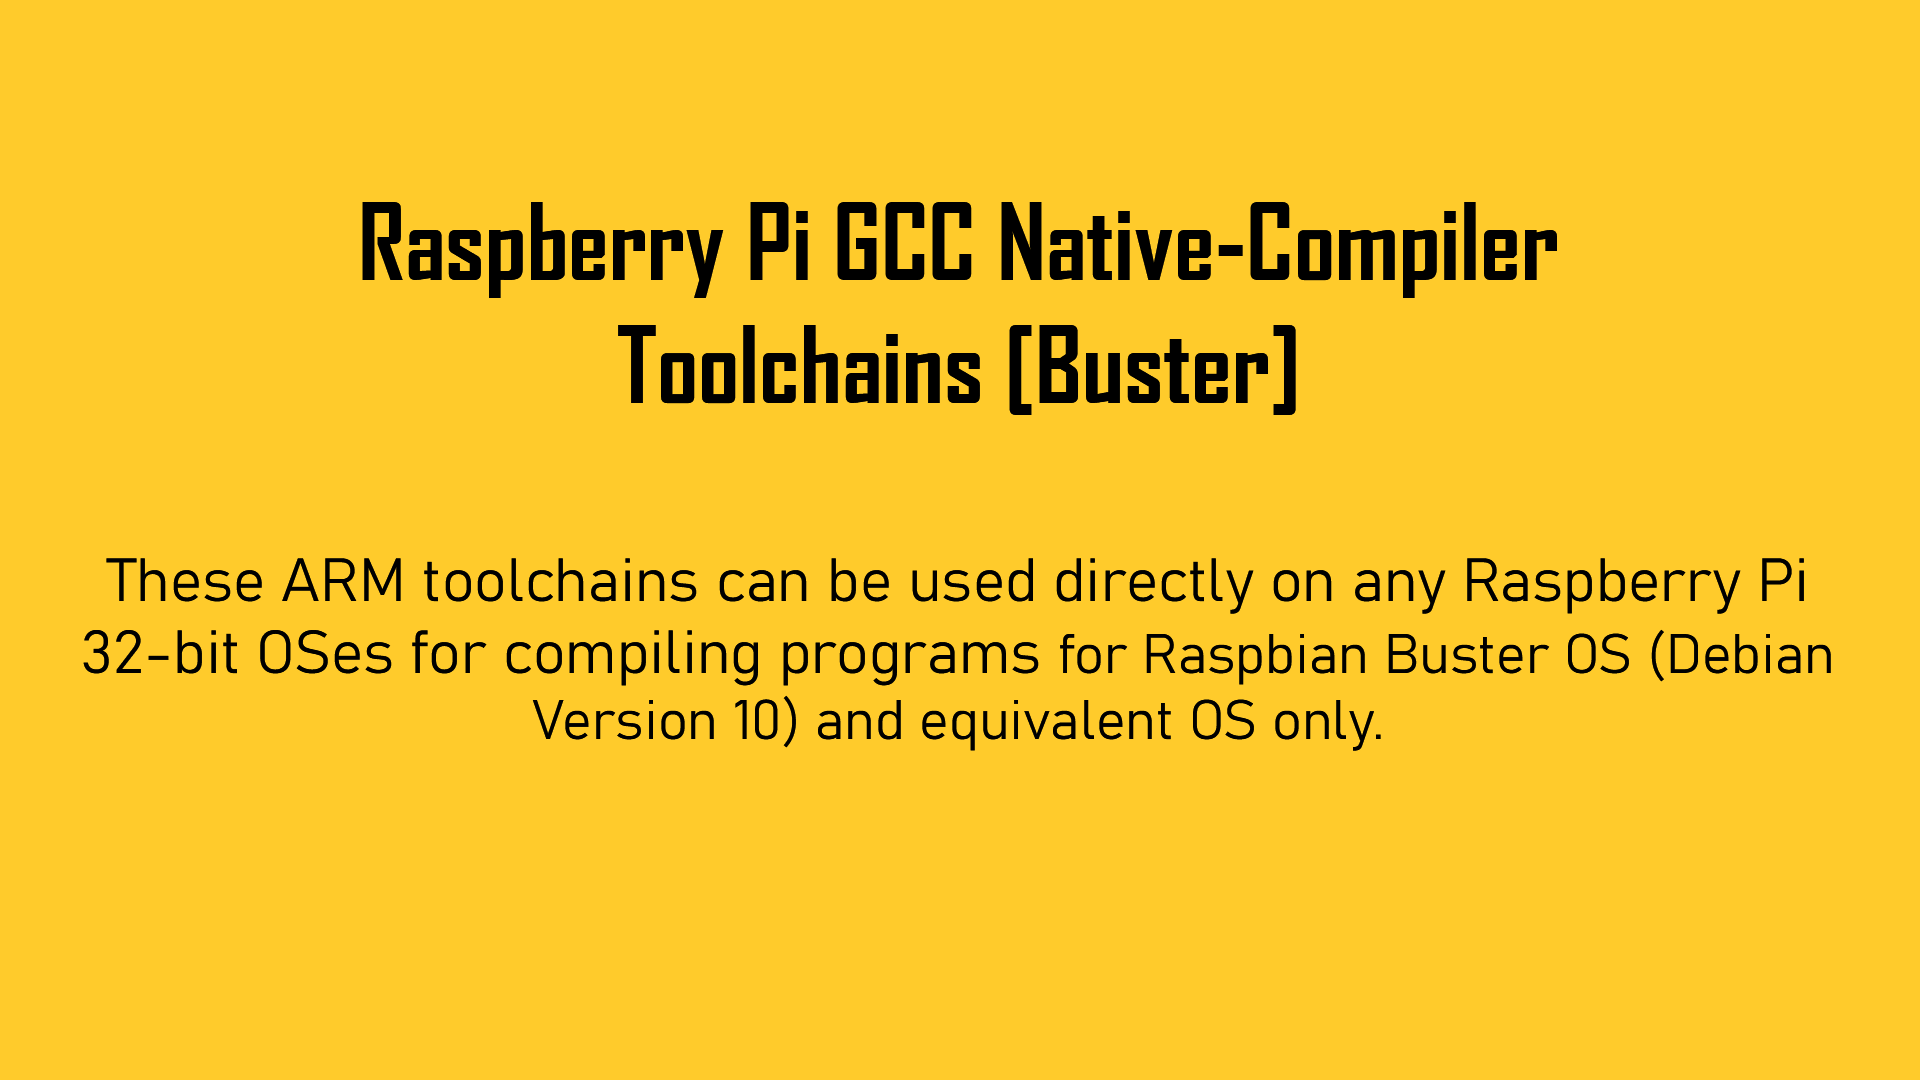 Raspberry Pi GCC Native-Compiler
Toolchains [Buster]
These ARM toolchains can be used directly on any Raspberry Pi
32-bit OSes for compiling programs for Raspbian Buster OS (Debian
Version 10) and equivalent OS only.